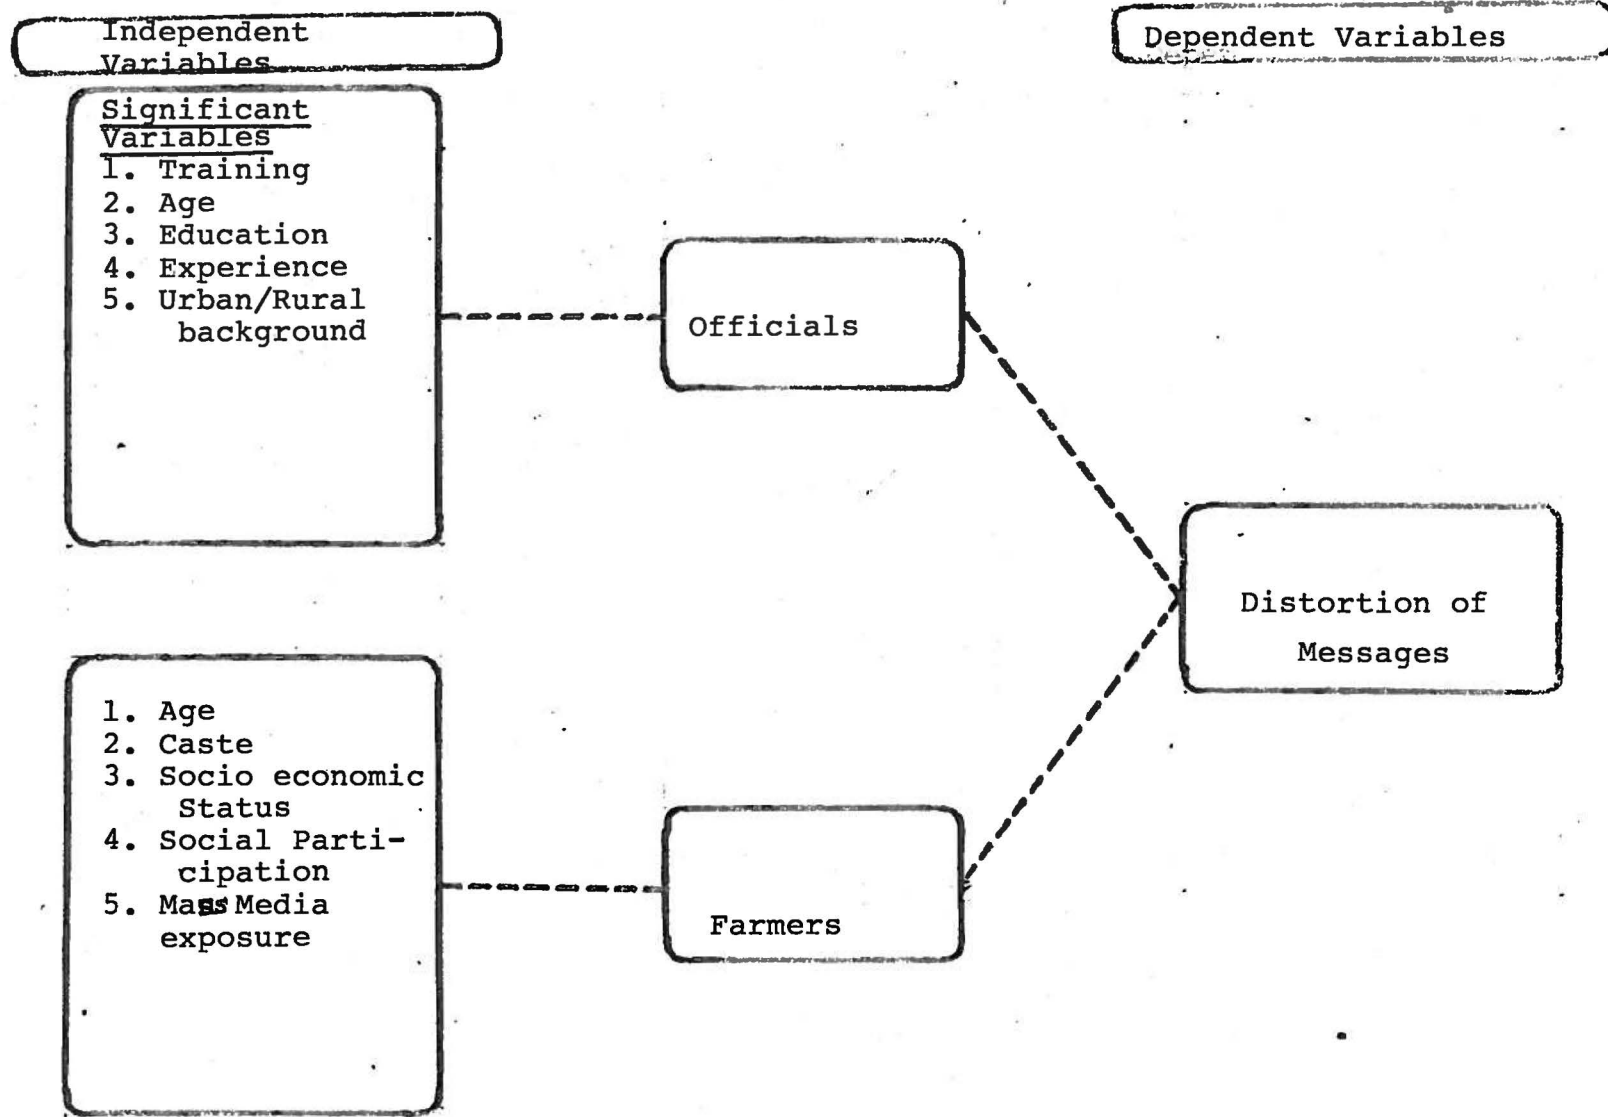 Independent
Variables
Dependent Variables
Significant
Variables
1. Training
2. Age
3. Education
4. Experience
5. Urban/Rural
background
Officials
Distortion of
Messages
1. Age
2. Caste
3. Socio economic
Status
4. Social Parti-
cipation
5. Mass Media
exposure
Farmers